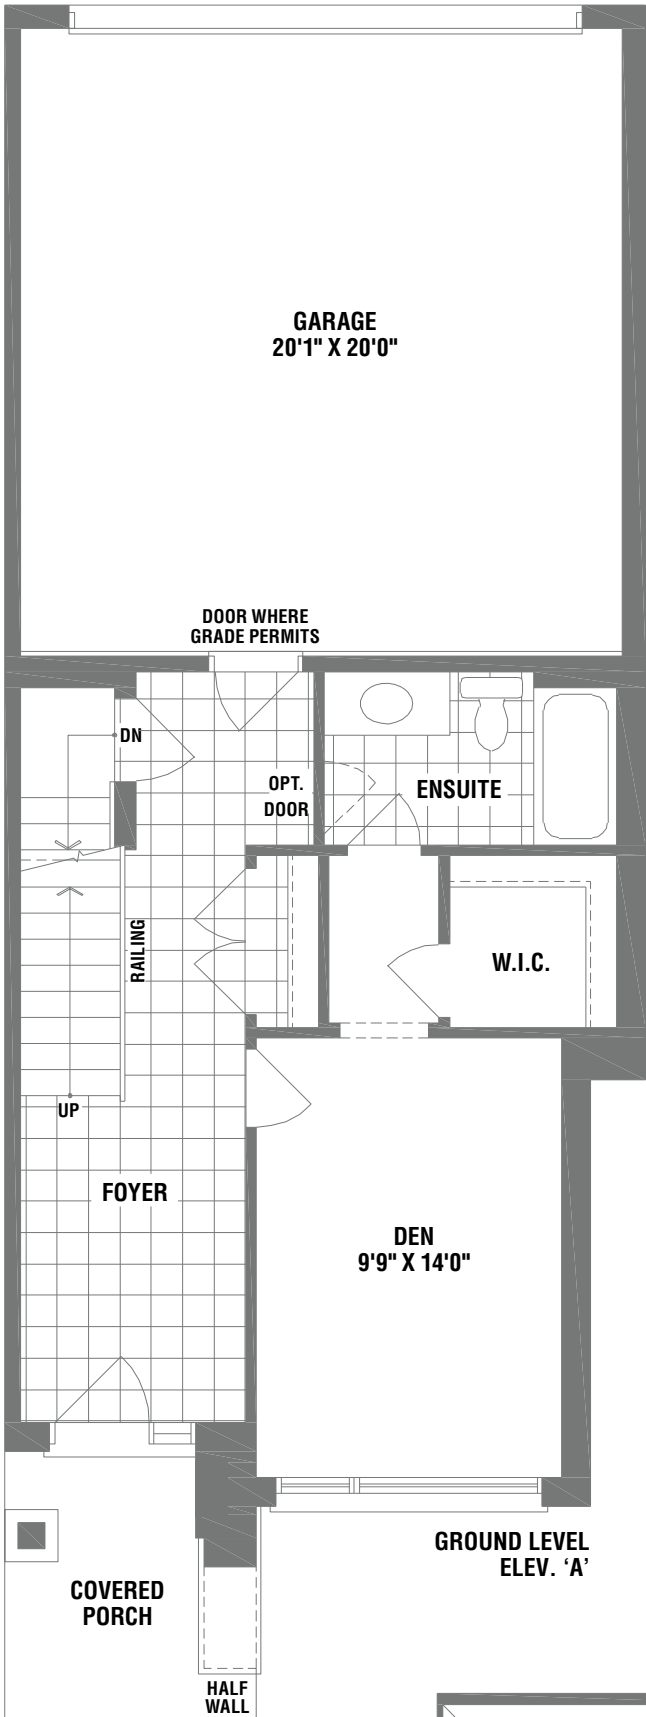 GARAGE
20'1" X 20'0"
DOOR WHERE
GRADE PERMITS
DN
OPT.
DOOR
ENSUITE
RAILING
W.I.C.
UP
FOYER
DEN
9'9" X 14'0"
GROUND LEVEL
ELEV. ‘A’
COVERED
PORCH
HALF
WALL